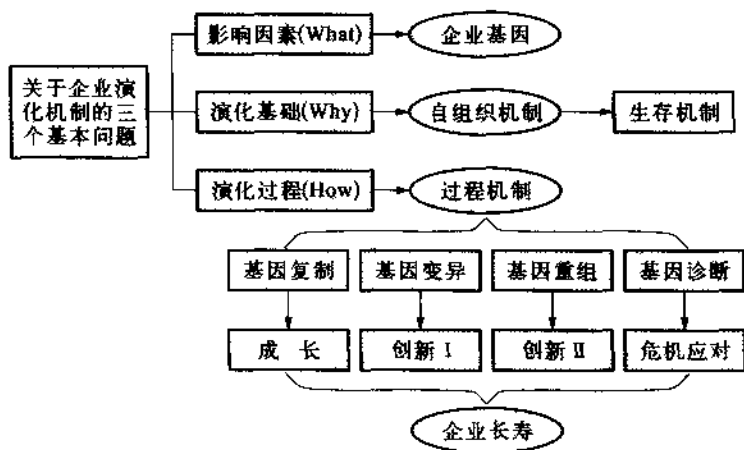 影响因素(What)
企业基因
关于企业演
化机制的三
个基本问题
演化基础(Why)
自组织机制
生存机制
演化过程(How)
过程机制
基因复制
基因变异
基因重组
基因诊断
成 长
创新Ⅰ
创新Ⅱ
危机应对
企业长寿